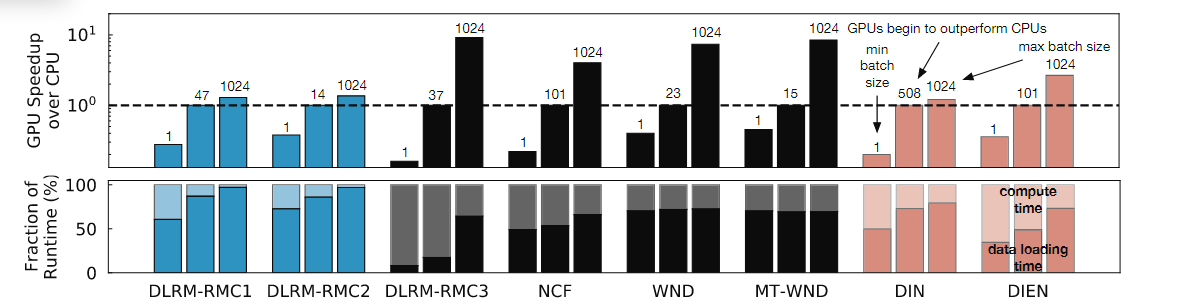 GPU Speedup
over CPU
10¹
10⁰
1
47
1024
1
14
1024
1
37
1024
1
101
1024
1
23
1024
1
15
1024
GPUs begin to outperform CPUs
min
batch
size
max batch size
1
508
1024
1
101
1024
Fraction of
Runtime (%)
100
50
0
compute
time
data loading
time
DLRM-RMC1
DLRM-RMC2
DLRM-RMC3
NCF
WND
MT-WND
DIN
DIEN